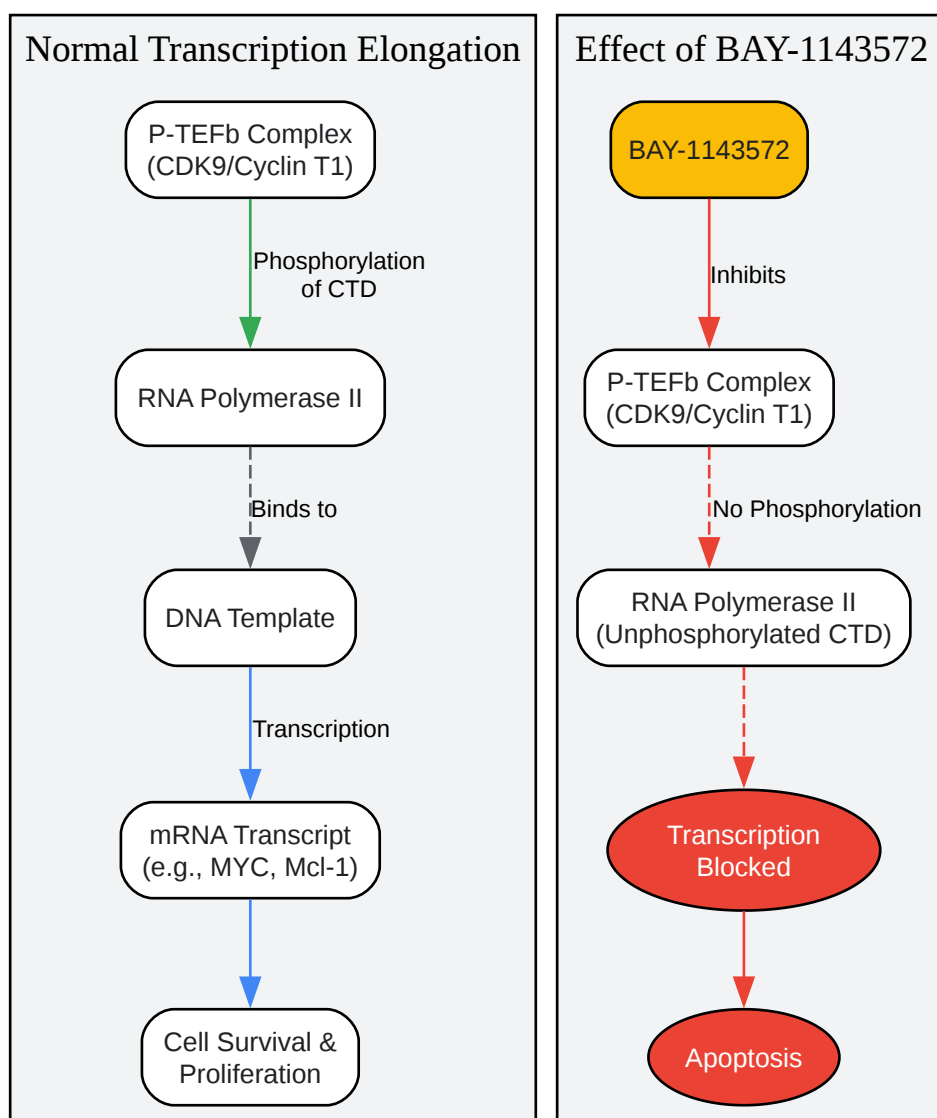 Normal Transcription Elongation
P-TEFb Complex
(CDK9/Cyclin T1)
Phosphorylation
of CTD
RNA Polymerase II
Binds to
DNA Template
Transcription
mRNA Transcript
(e.g., MYC, Mcl-1)
Cell Survival &
Proliferation
Effect of BAY-1143572
BAY-1143572
Inhibits
P-TEFb Complex
(CDK9/Cyclin T1)
No Phosphorylation
RNA Polymerase II
(Unphosphorylated CTD)
Transcription
Blocked
Apoptosis